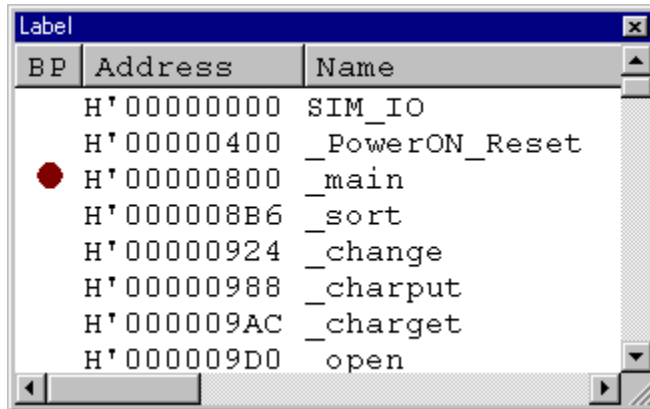 Label
BP Address Name
H'00000000 SIM_IO
H'00000400 _PowerON_Reset
H'00000800 _main
H'000008B6 _sort
H'00000924 _change
H'00000988 _charput
H'000009AC _charget
H'000009D0 _open